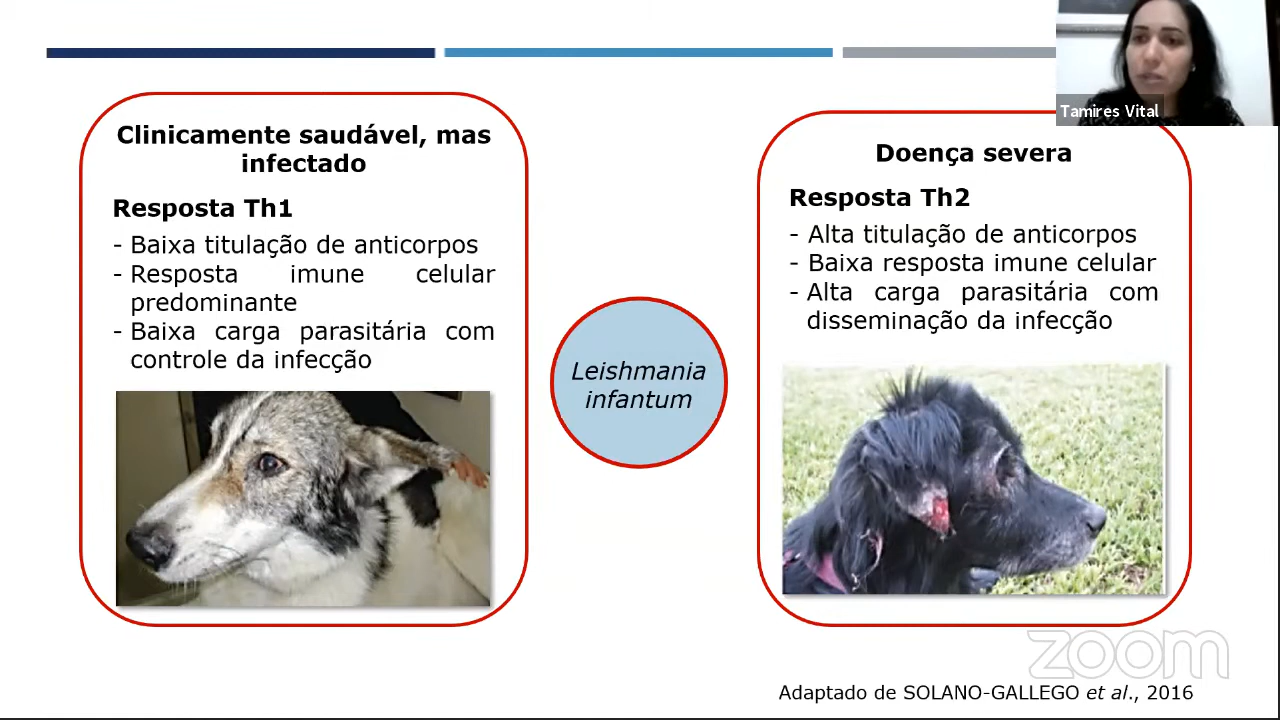 Tamires Vital
Clinicamente saudável, mas
infectado
Resposta Th1
- Baixa titulação de anticorpos
- Resposta imune celular
predominante
- Baixa carga parasitária com
controle da infecção
Leishmania
infantum
Doença severa
Resposta Th2
- Alta titulação de anticorpos
- Baixa resposta imune celular
- Alta carga parasitária com
disseminação da infecção
zoom
Adaptado de SOLANO-GALLEGO et al., 2016